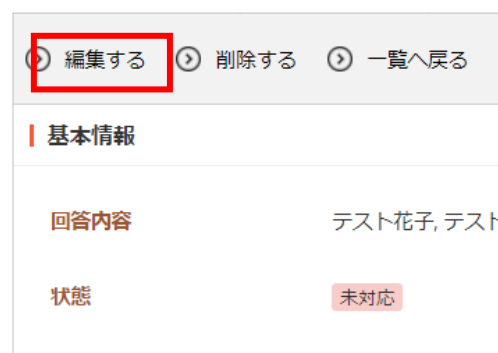 編集する 削除する 一覧へ戻る
基本情報
回答内容 テスト花子, テスト
状態 未対応